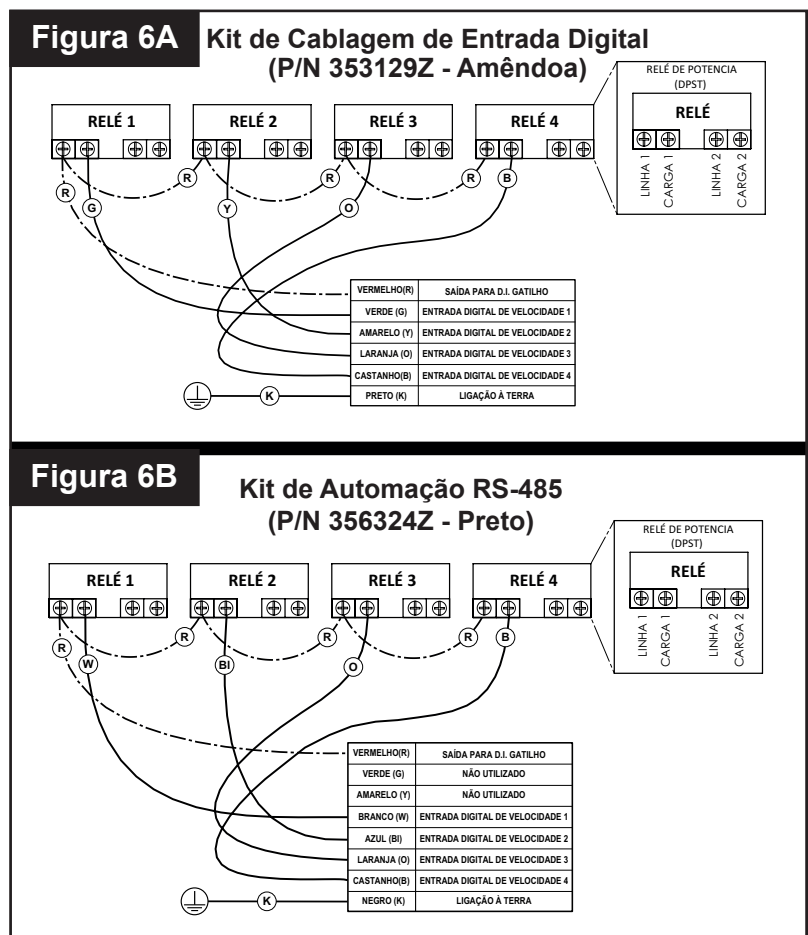 Figura 6A
Kit de Cablagem de Entrada Digital
(P/N 353129Z - Amêndoa)
RELÉ 1
RELÉ 2
RELÉ 3
RELÉ 4
RELÉ DE POTENCIA
(DPST)
RELÉ
LINHA 1
CARGA 1
LINHA 2
CARGA 2
R
R
R
R
B
G
Y
O
VERMELHO(R) SAÍDA PARA D.I. GATILHO
VERDE (G) ENTRADA DIGITAL DE VELOCIDADE 1
AMARELO (Y) ENTRADA DIGITAL DE VELOCIDADE 2
LARANJA (O) ENTRADA DIGITAL DE VELOCIDADE 3
CASTANHO(B) ENTRADA DIGITAL DE VELOCIDADE 4
K
PRETO (K) LIGAÇÃO À TERRA
Figura 6B
Kit de Automação RS-485
(P/N 356324Z - Preto)
RELÉ 1
RELÉ 2
RELÉ 3
RELÉ 4
RELÉ DE POTENCIA
(DPST)
RELÉ
LINHA 1
CARGA 1
LINHA 2
CARGA 2
R
R
R
R
B
W
Bl
O
VERMELHO(R) SAÍDA PARA D.I. GATILHO
VERDE (G) NÃO UTILIZADO
AMARELO (Y) NÃO UTILIZADO
BRANCO (W) ENTRADA DIGITAL DE VELOCIDADE 1
AZUL (Bl) ENTRADA DIGITAL DE VELOCIDADE 2
LARANJA (O) ENTRADA DIGITAL DE VELOCIDADE 3
CASTANHO(B) ENTRADA DIGITAL DE VELOCIDADE 4
K
NEGRO (K) LIGAÇÃO À TERRA